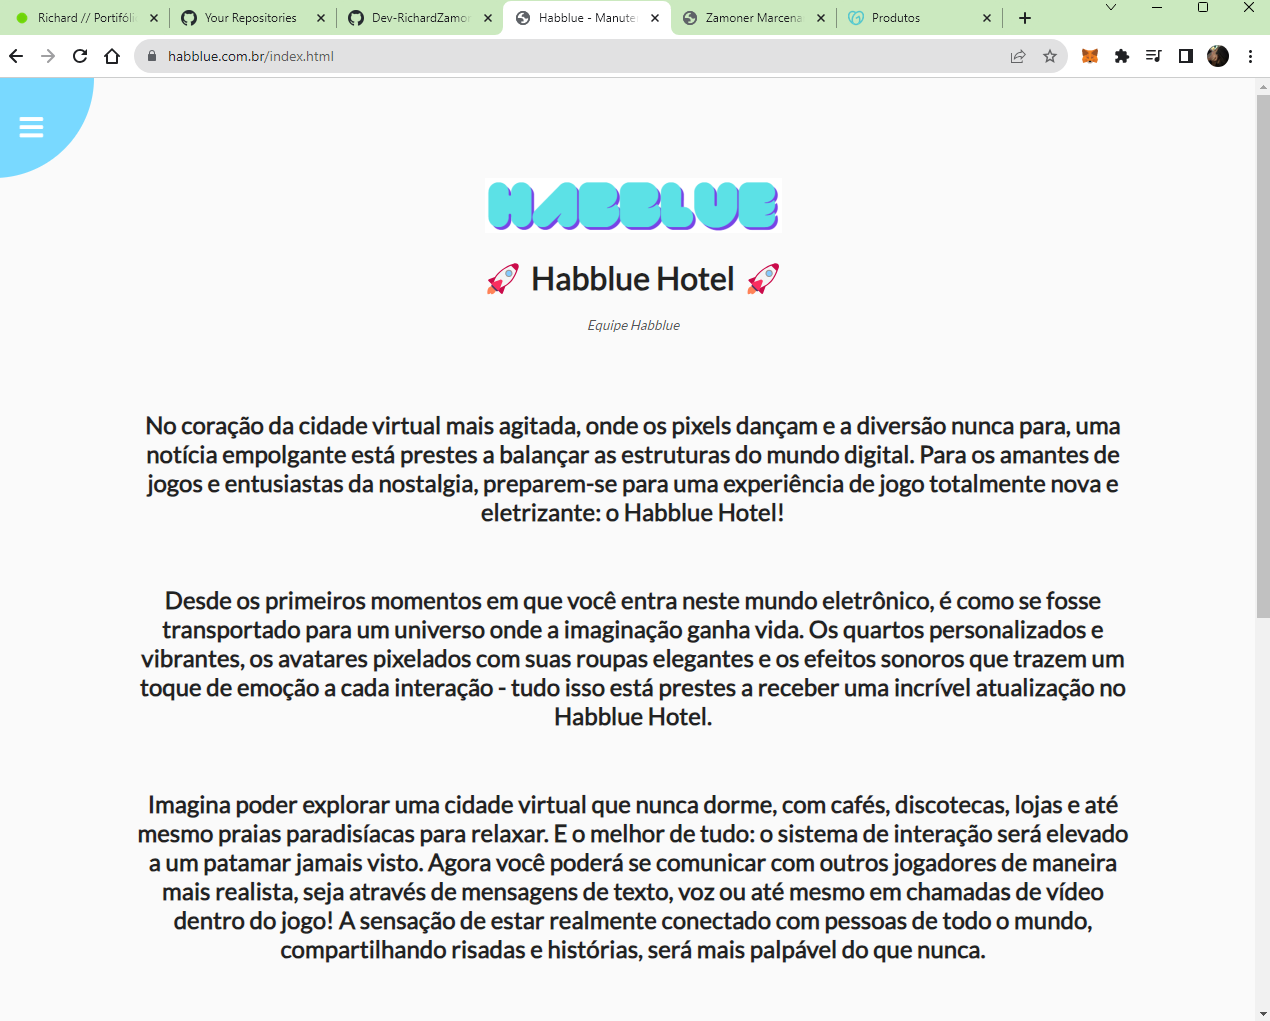 Richard // Portifóli
Your Repositories
Dev-RichardZamor
Habblue - Manuten
Zamoner Marcena
Produtos
habblue.com.br/index.html
HABBLUE
🚀 Habblue Hotel 🚀
Equipe Habblue
No coração da cidade virtual mais agitada, onde os pixels dançam e a diversão nunca para, uma
notícia empolgante está prestes a balançar as estruturas do mundo digital. Para os amantes de
jogos e entusiastas da nostalgia, preparem-se para uma experiência de jogo totalmente nova e
eletrizante: o Habblue Hotel!
Desde os primeiros momentos em que você entra neste mundo eletrônico, é como se fosse
transportado para um universo onde a imaginação ganha vida. Os quartos personalizados e
vibrantes, os avatares pixelados com suas roupas elegantes e os efeitos sonoros que trazem um
toque de emoção a cada interação - tudo isso está prestes a receber uma incrível atualização no
Habblue Hotel.
Imagina poder explorar uma cidade virtual que nunca dorme, com cafés, discotecas, lojas e até
mesmo praias paradisíacas para relaxar. E o melhor de tudo: o sistema de interação será elevado
a um patamar jamais visto. Agora você poderá se comunicar com outros jogadores de maneira
mais realista, seja através de mensagens de texto, voz ou até mesmo em chamadas de vídeo
dentro do jogo! A sensação de estar realmente conectado com pessoas de todo o mundo,
compartilhando risadas e histórias, será mais palpável do que nunca.